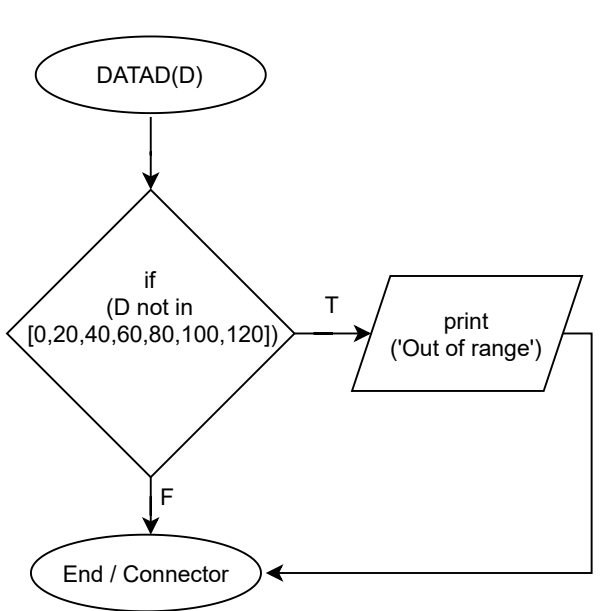 DATAD(D)
if
(D not in
[0,20,40,60,80,100,120])
T
print
('Out of range')
F
End / Connector